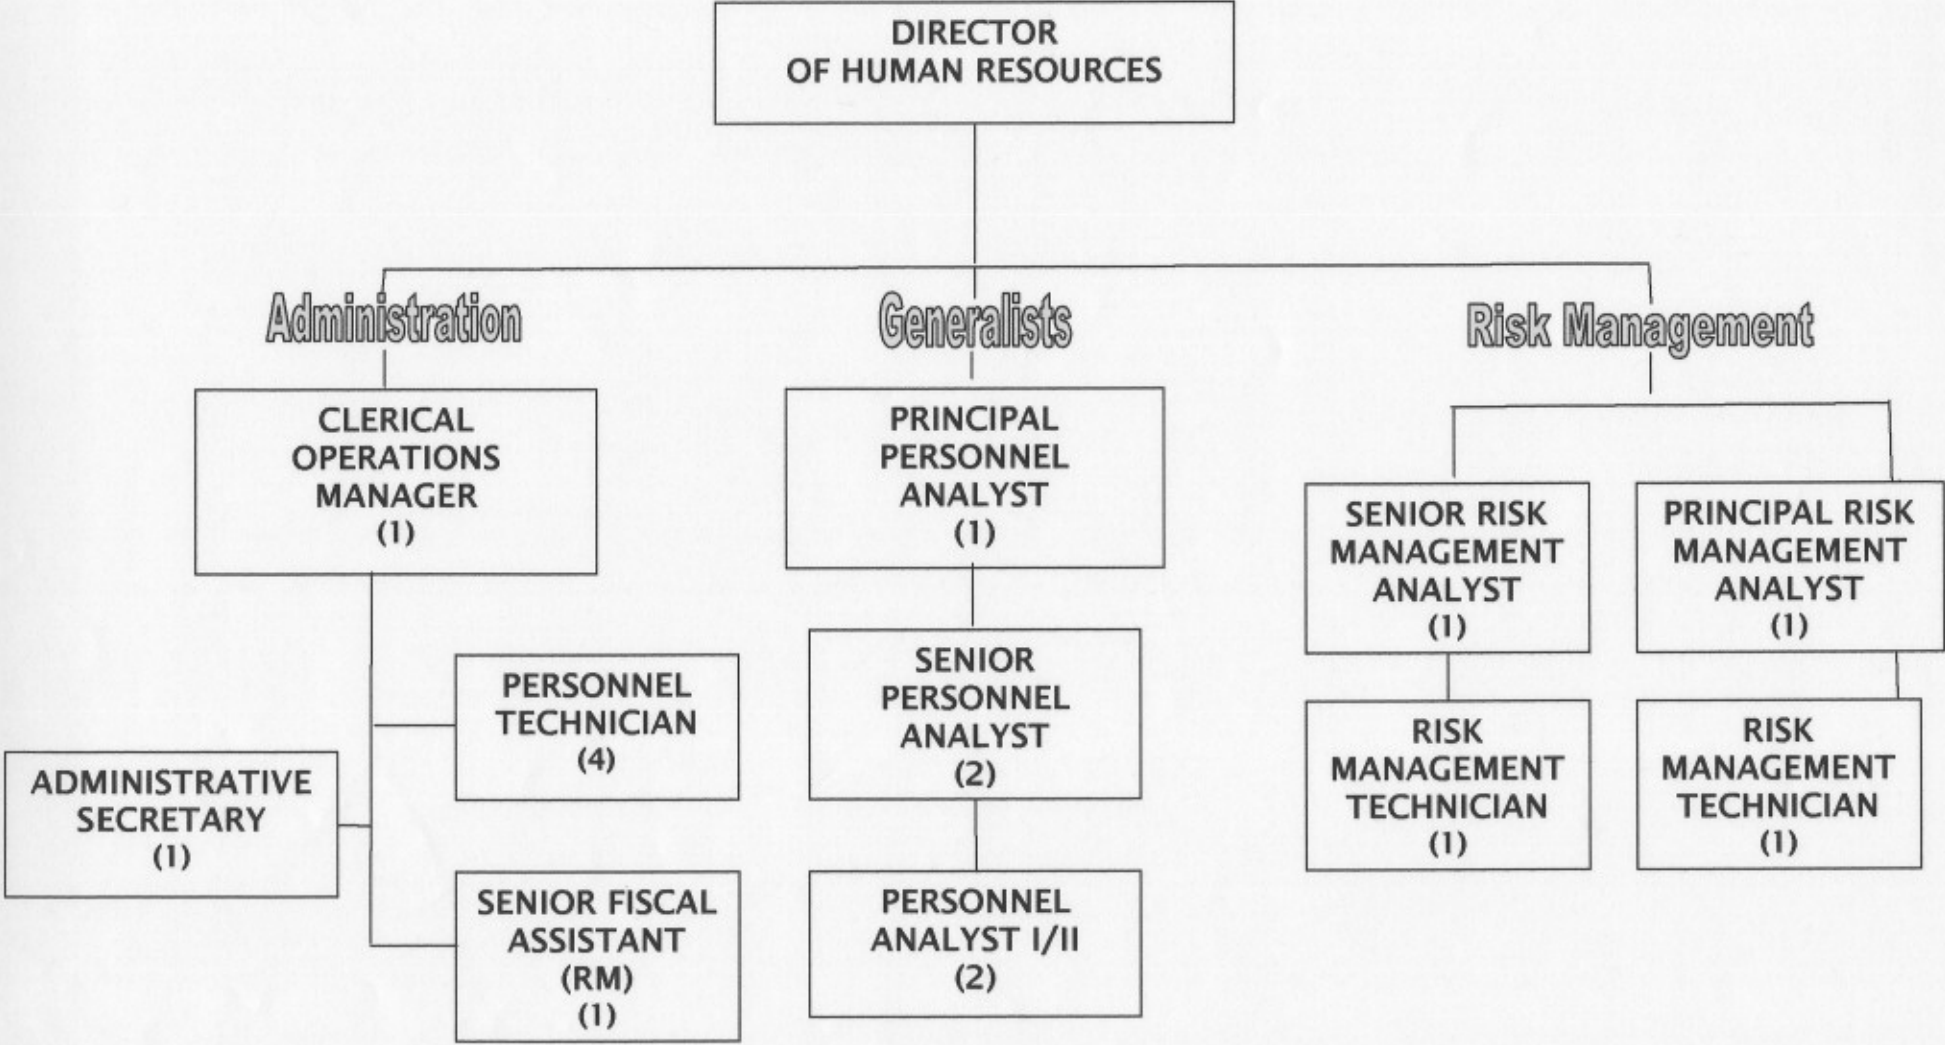 DIRECTOR
OF HUMAN RESOURCES
Administration
Generalists
Risk Management
CLERICAL
OPERATIONS
MANAGER
(1)
PRINCIPAL
PERSONNEL
ANALYST
(1)
SENIOR RISK
MANAGEMENT
ANALYST
(1)
PRINCIPAL RISK
MANAGEMENT
ANALYST
(1)
PERSONNEL
TECHNICIAN
(4)
SENIOR
PERSONNEL
ANALYST
(2)
RISK
MANAGEMENT
TECHNICIAN
(1)
RISK
MANAGEMENT
TECHNICIAN
(1)
ADMINISTRATIVE
SECRETARY
(1)
SENIOR FISCAL
ASSISTANT
(RM)
(1)
PERSONNEL
ANALYST I/II
(2)